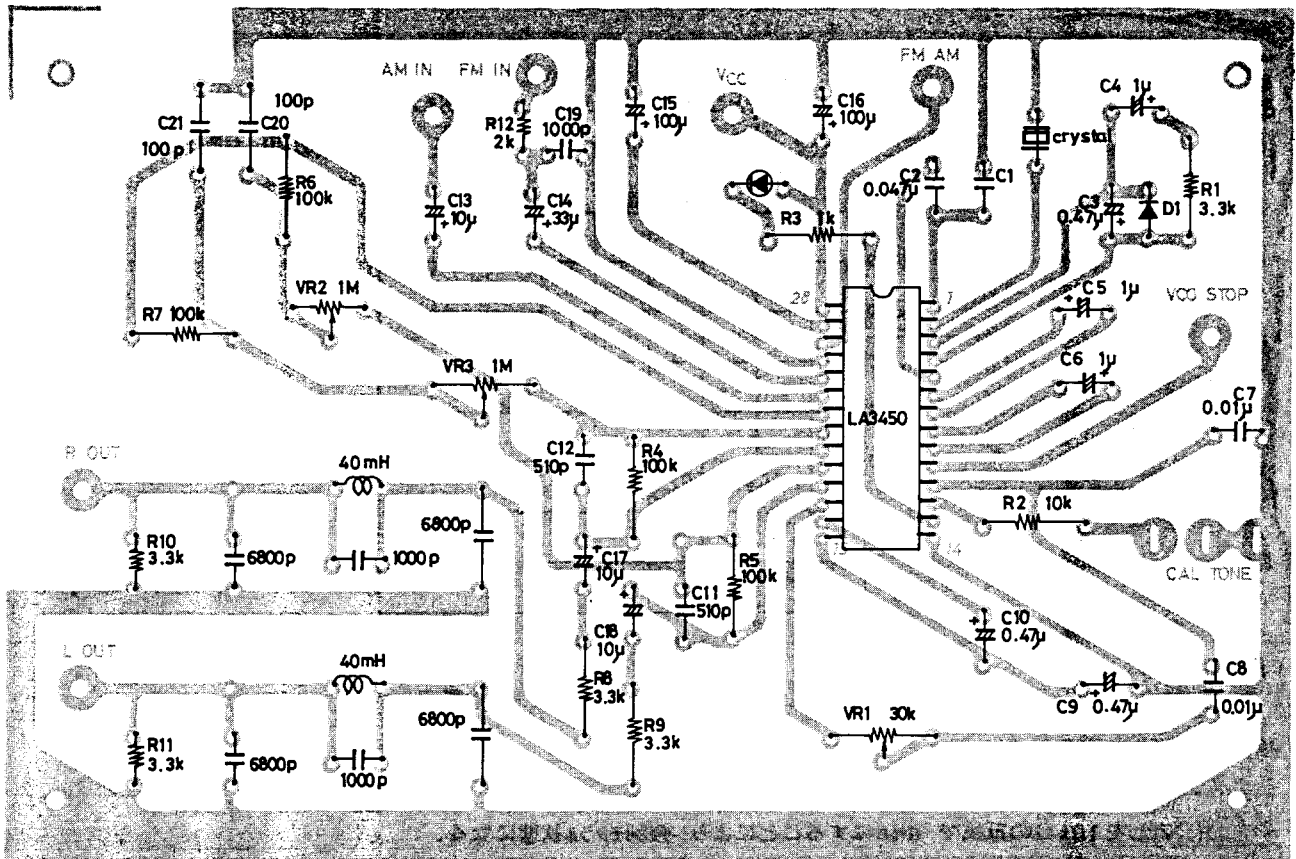 AM IN
FM IN
VCC
FM AM
C4 1μ
+
100p
C21
C20
100p
R12
2k
C19
1000p
C15
+ 100μ
C16
+ 100μ
crystal
R6
100k
C13
+ 10μ
C14
+ 33μ
C2
0.047μ
C1
C3
0.47μ
+
D1
R1
3.3k
R3 1k
VR2 1M
28
1
C5 1μ
+
VCO STOP
R7 100k
VR3 1M
C6 1μ
+
LA3450
C7
0.01μ
R OUT
40mH
C12
510p
R4
100k
R2 10k
6800p
R10
3.3k
6800p
1000p
+
C17
10μ
R5
100k
14
CAL TONE
C11
510p
+
C18
10μ
+
C10
0.47μ
L OUT
40mH
R8
3.3k
C8
0.01μ
6800p
R9
3.3k
VR1 30k
C9
+
0.47μ
R11
3.3k
6800p
1000p